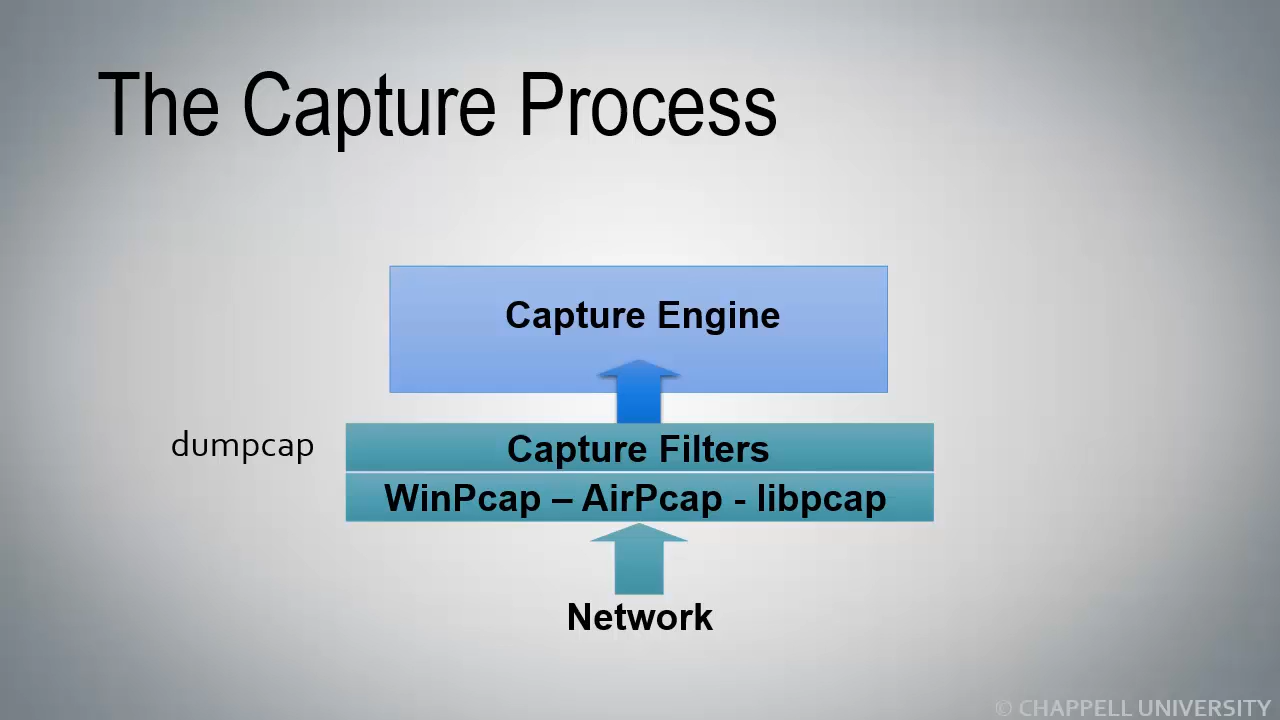 The Capture Process
Capture Engine
dumpcap
Capture Filters
WinPcap – AirPcap - libpcap
Network
© CHAPPELL UNIVERSITY